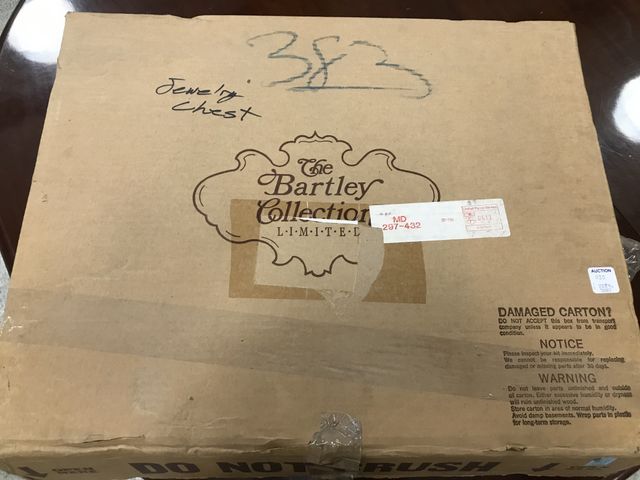 383
Jewelry
Chest
The
Bartley
Collection
L·I·M·I·T·E·D
MD
297-432
AUCTION
DAMAGED CARTON?
DO NOT ACCEPT this box from transport
company unless it appears to be in good
condition.
NOTICE
Please inspect your kit immediately.
We cannot be responsible for replacing
damaged or missing parts after 30 days.
WARNING
Do not leave parts unfinished and outside
of carton. Either excessive humidity or dryness
will ruin unfinished wood.
Store carton in area of normal humidity.
Avoid damp basements. Wrap parts in plastic
for long-term storage.
OPEN
DO NOT CRUSH